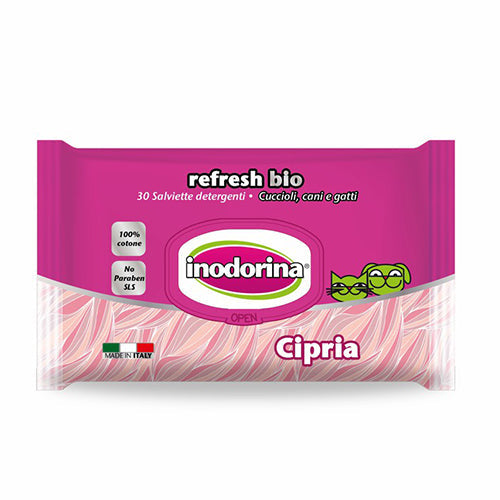 refresh bio
30 Salviette detergenti • Cuccioli, cani e gatti
100%
cotone
No
Paraben
SLS
inodorina®
OPEN
Cipria
MADE IN ITALY